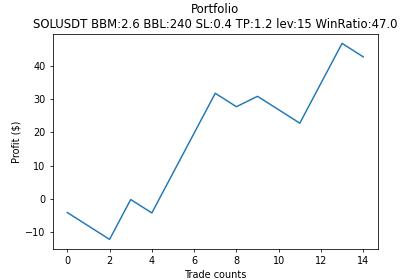 Portfolio
SOLUSDT BBM:2.6 BBL:240 SL:0.4 TP:1.2 lev:15 WinRatio:47.0
40
30
20
10
0
−10
Profit ($)
0 2 4 6 8 10 12 14
Trade counts